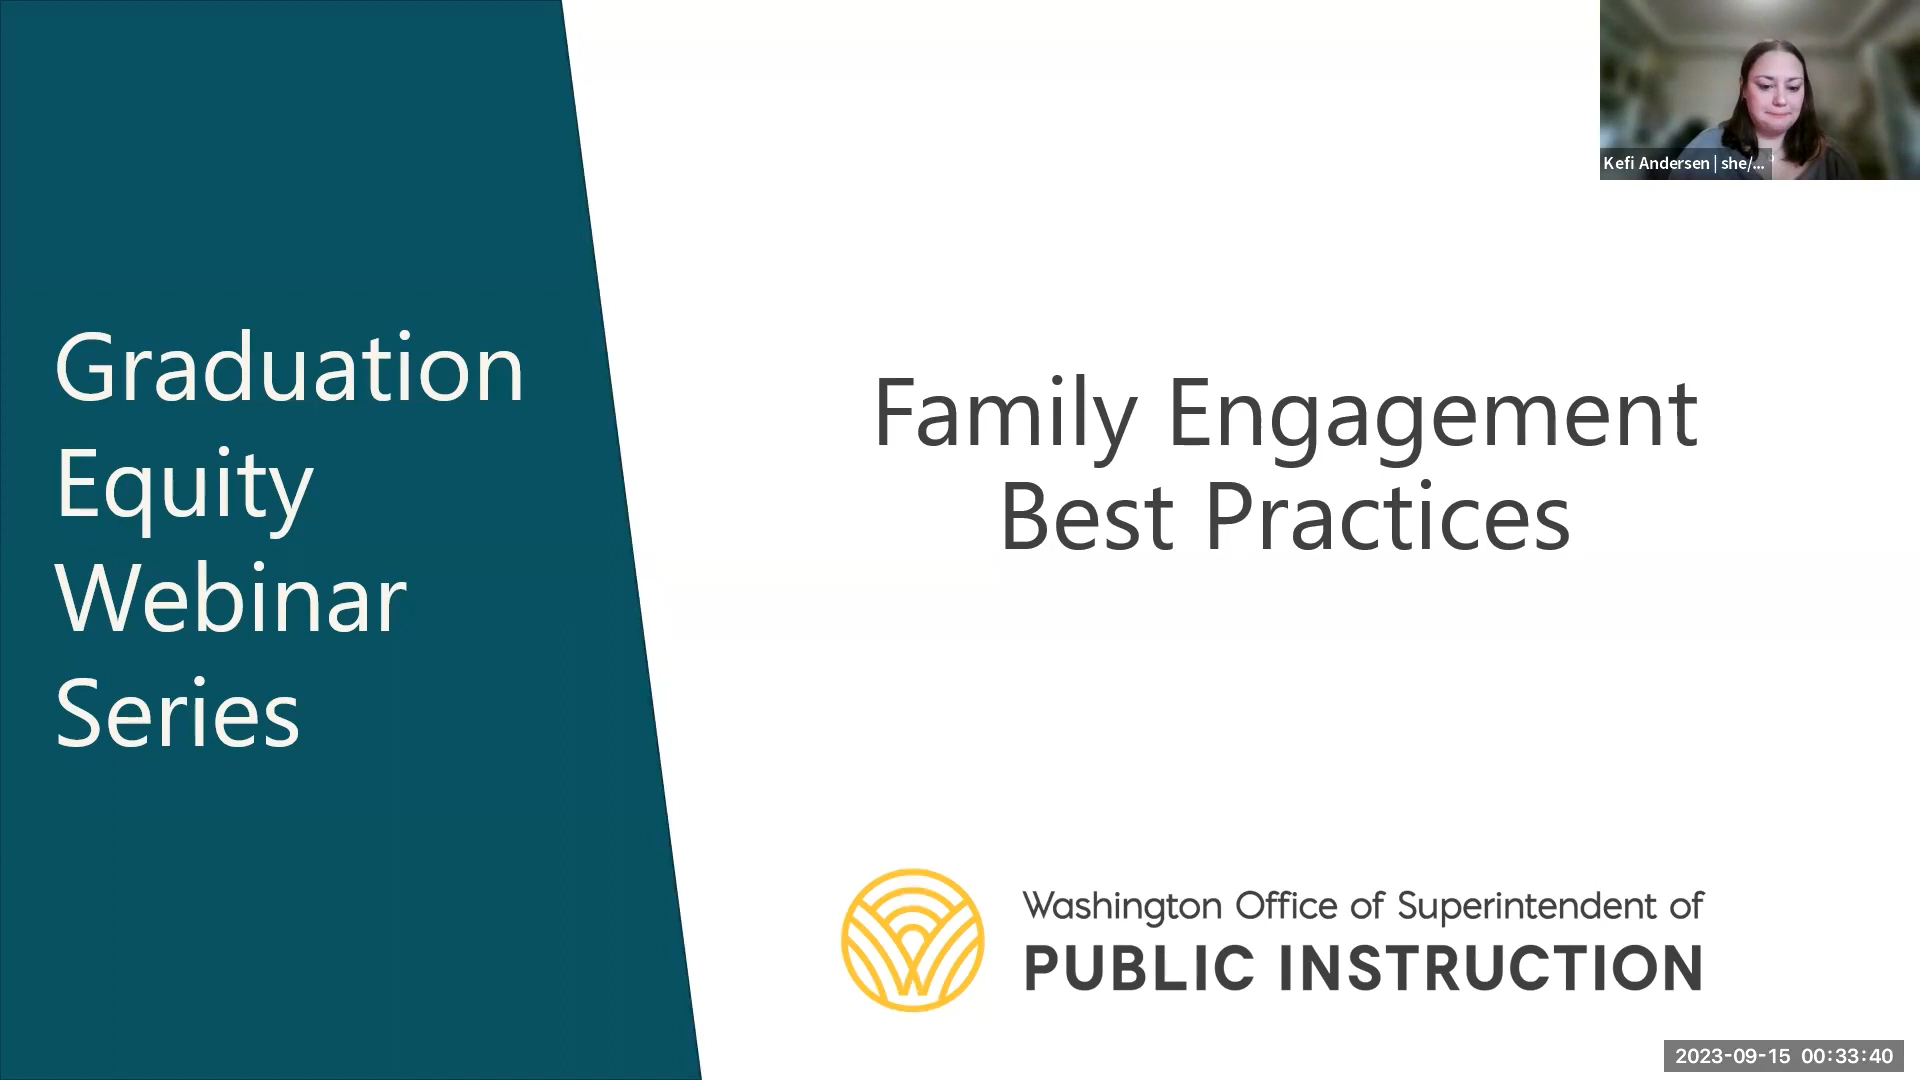 Graduation
Equity
Webinar
Series
Family Engagement
Best Practices
Kefi Andersen | she/...
Washington Office of Superintendent of
PUBLIC INSTRUCTION
2023-09-15 00:33:40